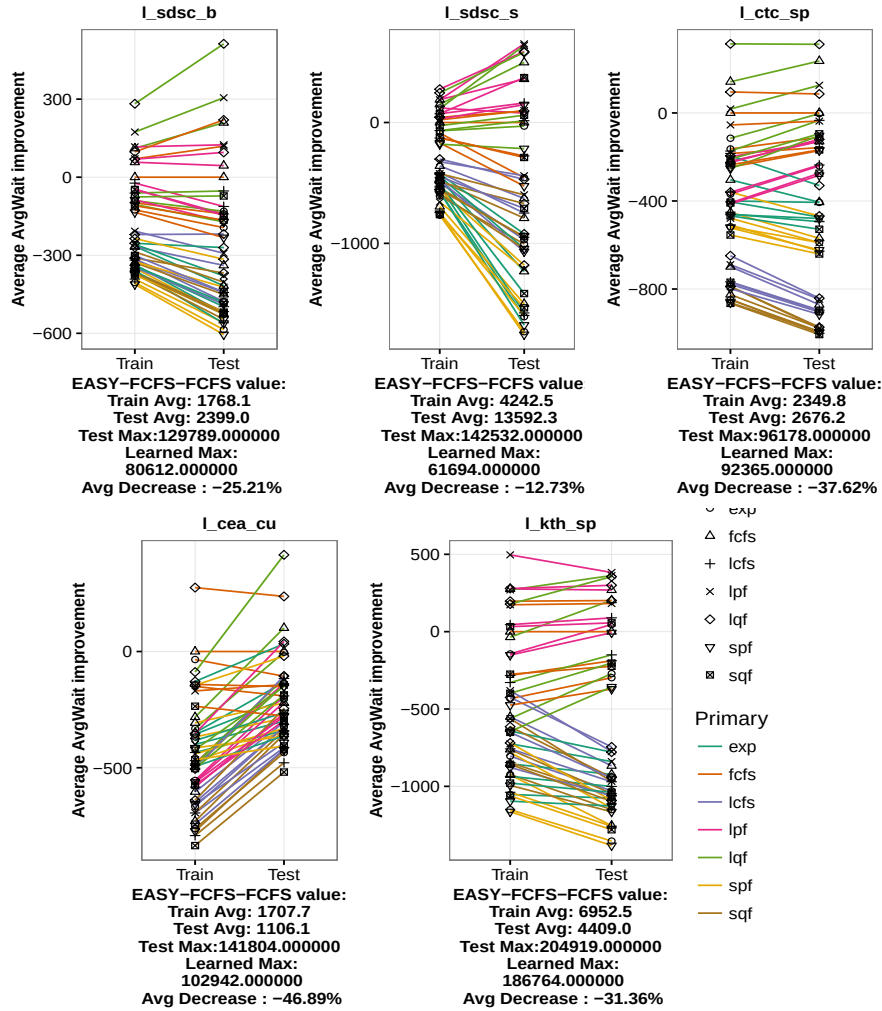 l_sdsc_b
l_sdsc_s
l_ctc_sp
Average AvgWait improvement
300
0
−300
−600
Train
Test
EASY−FCFS−FCFS value:
Train Avg: 1768.1
Test Avg: 2399.0
Test Max:129789.000000
Learned Max:
80612.000000
Avg Decrease : −25.21%
Average AvgWait improvement
0
−1000
Train
Test
EASY−FCFS−FCFS value
Train Avg: 4242.5
Test Avg: 13592.3
Test Max:142532.000000
Learned Max:
61694.000000
Avg Decrease : −12.73%
Average AvgWait improvement
0
−400
−800
Train
Test
EASY−FCFS−FCFS value:
Train Avg: 2349.8
Test Avg: 2676.2
Test Max:96178.000000
Learned Max:
92365.000000
Avg Decrease : −37.62%
l_cea_cu
Average AvgWait improvement
0
−500
Train
Test
EASY−FCFS−FCFS value:
Train Avg: 1707.7
Test Avg: 1106.1
Test Max:141804.000000
Learned Max:
102942.000000
Avg Decrease : −46.89%
l_kth_sp
Average AvgWait improvement
500
0
−500
−1000
Train
Test
EASY−FCFS−FCFS value:
Train Avg: 6952.5
Test Avg: 4409.0
Test Max:204919.000000
Learned Max:
186764.000000
Avg Decrease : −31.36%
exp
fcfs
lcfs
lpf
lqf
spf
sqf
Primary
exp
fcfs
lcfs
lpf
lqf
spf
sqf